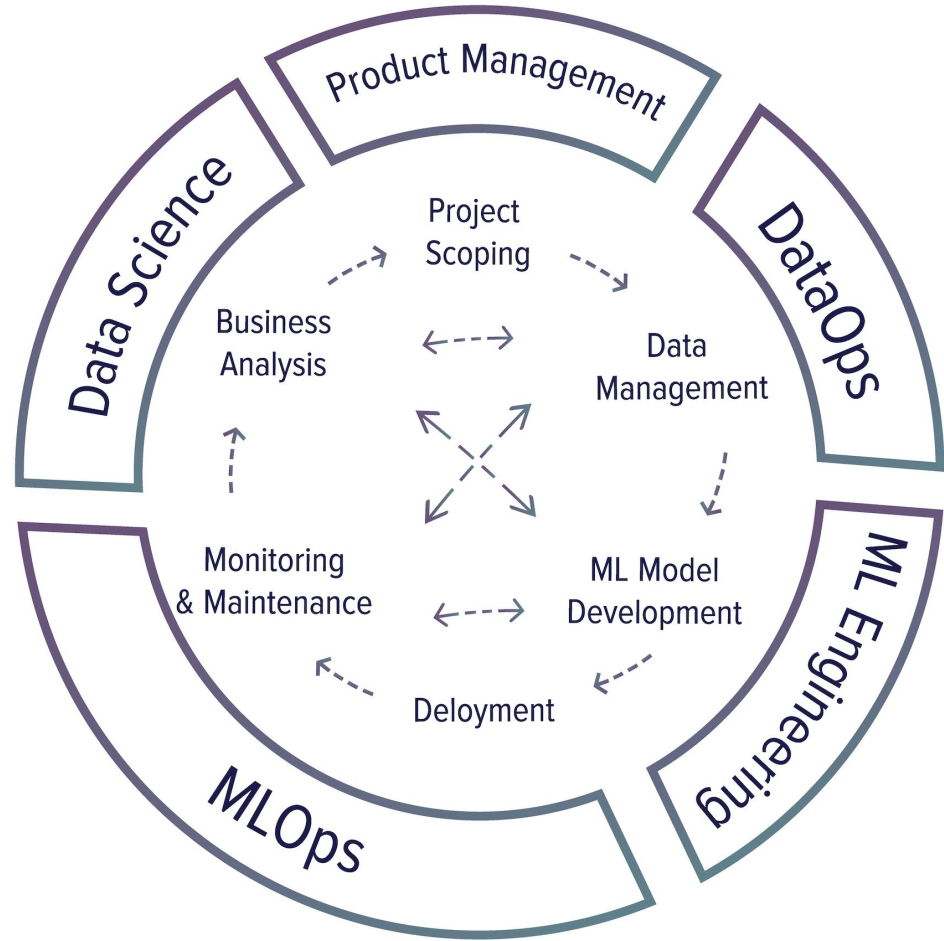 Product Management
DataOps
ML Engineering
MLOps
Data Science
Project
Scoping
Data
Management
ML Model
Development
Deloyment
Monitoring
& Maintenance
Business
Analysis